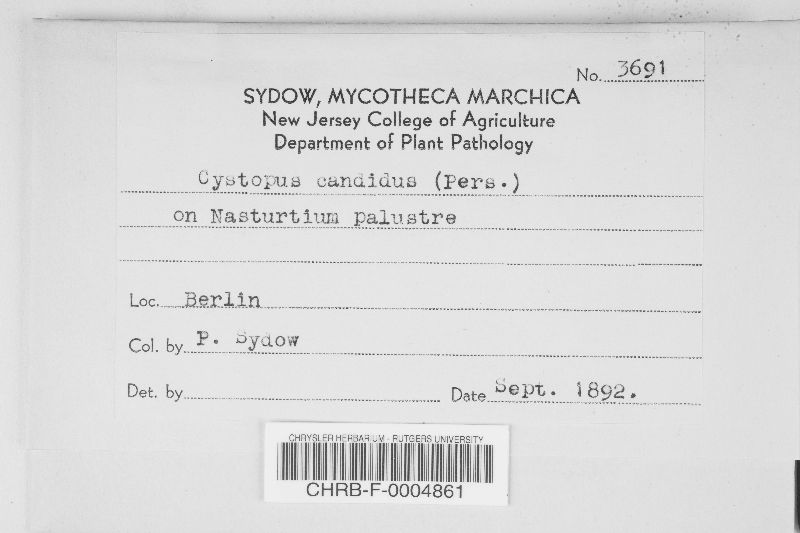 No. 3691
SYDOW, MYCOTHECA MARCHICA
New Jersey College of Agriculture
Department of Plant Pathology
Cystopus candidus (Pers.)
on Nasturtium palustre
Loc. Berlin
Col. by P. Sydow
Det. by
Date Sept. 1892.
CHRYSLER HERBARIUM - RUTGERS UNIVERSITY
CHRB-F-0004861